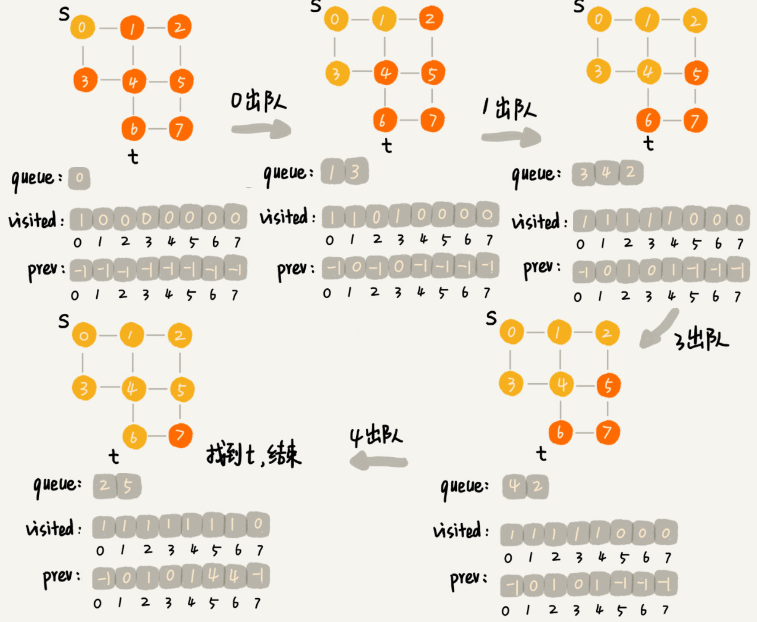 S
0 1 2
3 4 5
6 7
t
queue: 0
visited: 1 0 0 0 0 0 0 0
0 1 2 3 4 5 6 7
prev: -1 -1 -1 -1 -1 -1 -1 -1
0 1 2 3 4 5 6 7
0出队
S
0 1 2
3 4 5
6 7
t
queue: 1 3
visited: 1 1 0 1 0 0 0 0
0 1 2 3 4 5 6 7
prev: -1 0 -1 0 -1 -1 -1 -1
0 1 2 3 4 5 6 7
1出队
S
0 1 2
3 4 5
6 7
t
queue: 3 4 2
visited: 1 1 1 1 1 0 0 0
0 1 2 3 4 5 6 7
prev: -1 0 1 0 1 -1 -1 -1
0 1 2 3 4 5 6 7
3出队
S
0 1 2
3 4 5
6 7
t
queue: 4 2
visited: 1 1 1 1 1 0 0 0
0 1 2 3 4 5 6 7
prev: -1 0 1 0 1 -1 -1 -1
0 1 2 3 4 5 6 7
4出队
S
0 1 2
3 4 5
6 7
t
找到t,结束
queue: 2 5
visited: 1 1 1 1 1 1 1 0
0 1 2 3 4 5 6 7
prev: -1 0 1 0 1 4 4 -1
0 1 2 3 4 5 6 7